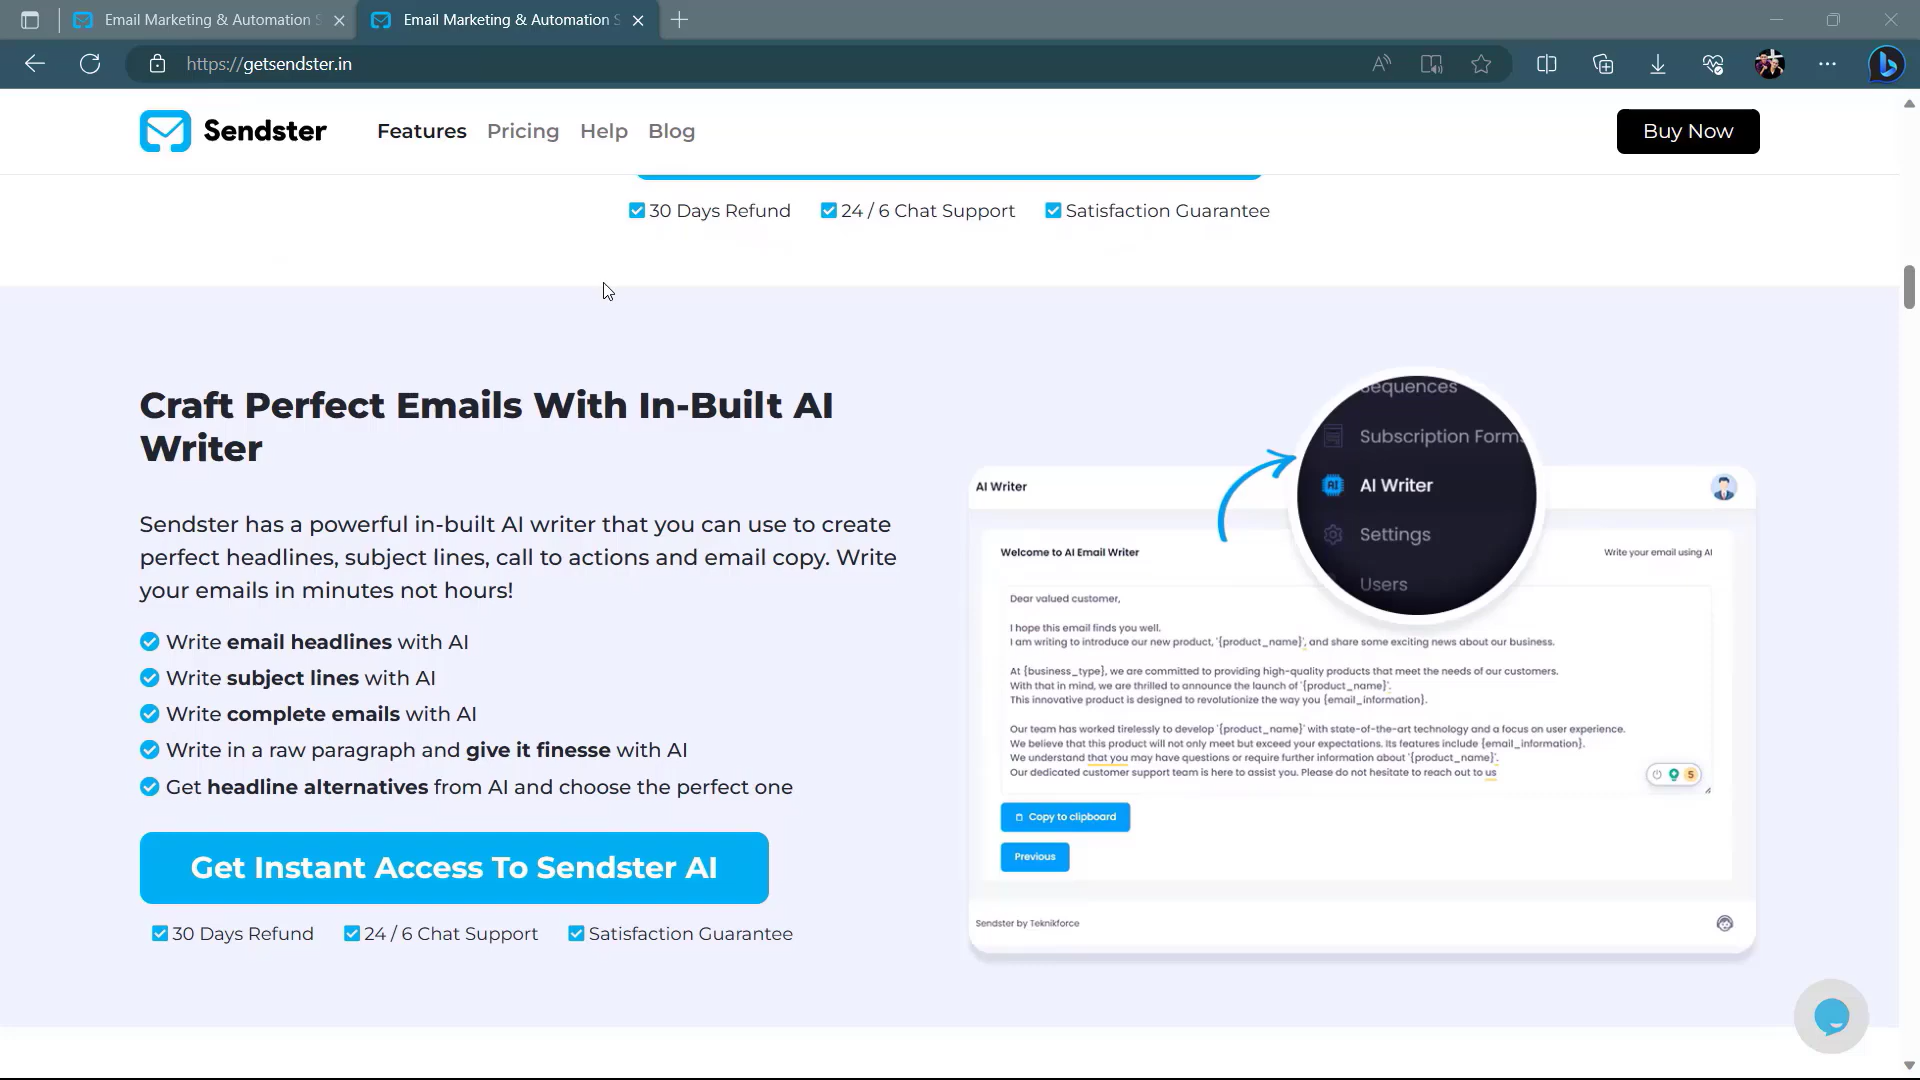 Email Marketing & Automation S
Email Marketing & Automation S
https://getsendster.in
Sendster
Features
Pricing
Help
Blog
Buy Now
30 Days Refund
24 / 6 Chat Support
Satisfaction Guarantee
Craft Perfect Emails With In-Built AI
Writer
Sendster has a powerful in-built AI writer that you can use to create
perfect headlines, subject lines, call to actions and email copy. Write
your emails in minutes not hours!
Write email headlines with AI
Write subject lines with AI
Write complete emails with AI
Write in a raw paragraph and give it finesse with AI
Get headline alternatives from AI and choose the perfect one
Get Instant Access To Sendster AI
30 Days Refund
24 / 6 Chat Support
Satisfaction Guarantee
Sequences
Subscription Forms
AI
AI Writer
Settings
Users
AI Writer
Welcome to AI Email Writer
Write your email using AI
Dear valued customer,
I hope this email finds you well.
I am writing to introduce our new product, '{product_name}', and share some exciting news about our business.
At {business_type}, we are committed to providing high-quality products that meet the needs of our customers.
With that in mind, we are thrilled to announce the launch of '{product_name}'.
This innovative product is designed to revolutionize the way you {email_information}.
Our team has worked tirelessly to develop '{product_name}' with state-of-the-art technology and a focus on user experience.
We believe that this product will not only meet but exceed your expectations. Its features include {email_information}.
We understand that you may have questions or require further information about '{product_name}'.
Our dedicated customer support team is here to assist you. Please do not hesitate to reach out to us
5
Copy to clipboard
Previous
Sendster by Teknikforce